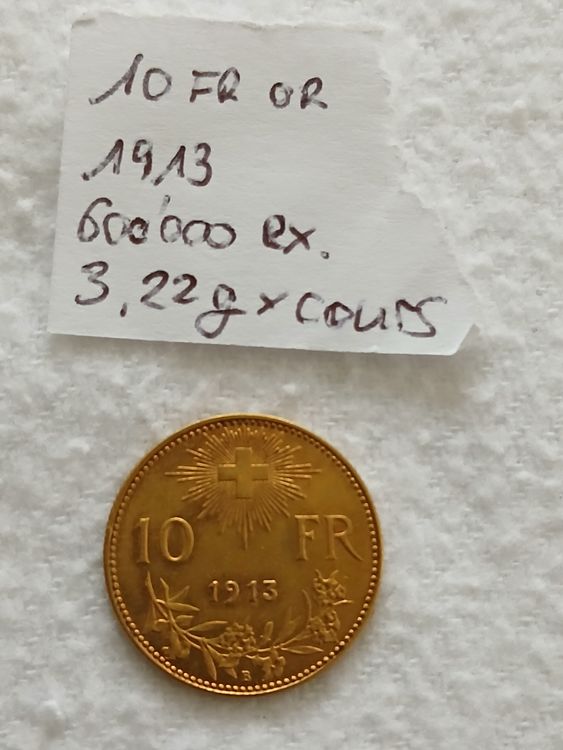 10 FR OR
1913
600'000 ex.
3,22g x cours
10 FR
1913
B